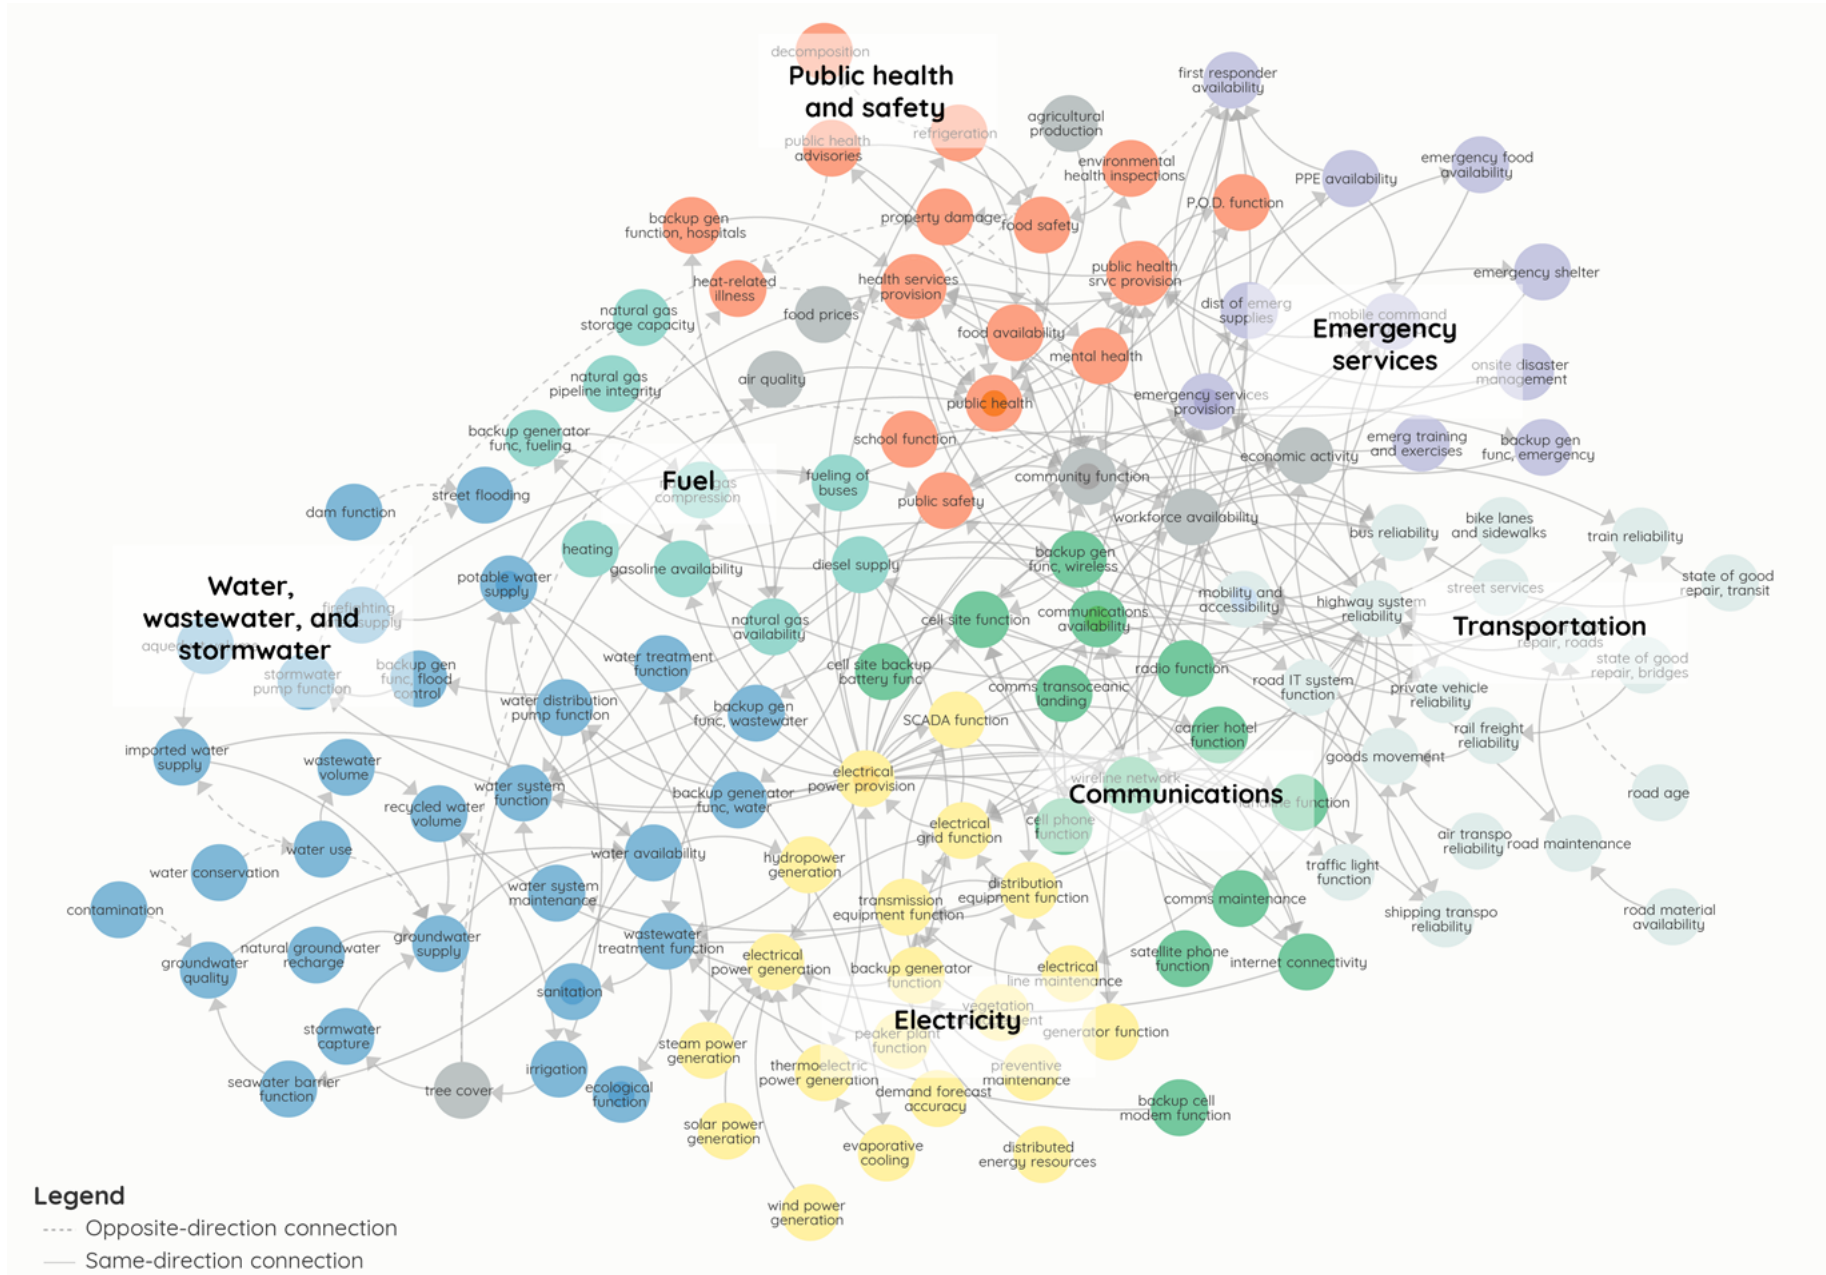 decomposition
Public health
and safety
public health
advisories
refrigeration
agricultural
production
first responder
availability
environmental
health inspections
PPE availability
emergency food
availability
P.O.D. function
backup gen
function, hospitals
property damage
food safety
heat-related
illness
health services
provision
public health
srvc provision
emergency shelter
natural gas
storage capacity
food prices
food availability
mental health
dist of emerg
supplies
mobile command
Emergency
services
onsite disaster
management
natural gas
pipeline integrity
air quality
public health
emergency services
provision
backup generator
func, fueling
school function
economic activity
emerg training
and exercises
backup gen
func, emergency
Fuel
gas
compression
fueling of
buses
public safety
community function
workforce availability
dam function
street flooding
bus reliability
bike lanes
and sidewalks
train reliability
heating
gasoline availability
diesel supply
backup gen
func, wireless
potable water
supply
mobility and
accessibility
highway system
reliability
street services
state of good
repair, transit
Water,
wastewater, and
stormwater
firefighting
supply
natural gas
availability
cell site function
communications
availability
Transportation
repair, roads
stormwater
pump function
backup gen
func, flood
control
water treatment
function
cell site backup
battery func
comms transoceanic
landing
radio function
road IT system
function
private vehicle
reliability
state of good
repair, bridges
water distribution
pump function
backup gen
func, wastewater
SCADA function
carrier hotel
function
rail freight
reliability
goods movement
imported water
supply
wastewater
volume
recycled water
volume
water system
function
backup generator
func, water
electrical
power provision
wireline network
Communications
function
cell phone
function
road age
electrical
grid function
water use
water conservation
water availability
hydropower
generation
air transpo
reliability
road maintenance
traffic light
function
contamination
water system
maintenance
transmission
equipment function
distribution
equipment function
comms maintenance
shipping transpo
reliability
road material
availability
groundwater
quality
natural groundwater
recharge
groundwater
supply
wastewater
treatment function
electrical
power generation
backup generator
function
electrical
line maintenance
satellite phone
function
internet connectivity
sanitation
vegetation
Electricity
peaker plant
function
generator function
stormwater
capture
steam power
generation
thermoelectric
power generation
preventive
maintenance
seawater barrier
function
tree cover
irrigation
ecological
function
demand forecast
accuracy
backup cell
modem function
solar power
generation
evaporative
cooling
distributed
energy resources
wind power
generation
Legend
Opposite-direction connection
Same-direction connection